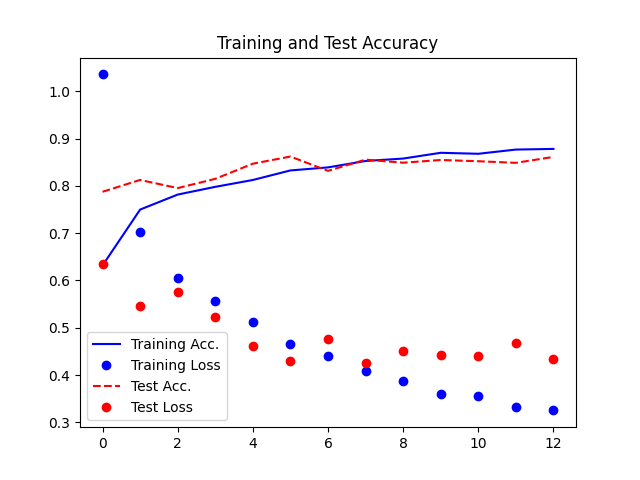 Training and Test Accuracy
1.0
0.9
0.8
0.7
0.6
0.5
0.4
0.3
Training Acc.
Training Loss
Test Acc.
Test Loss
0 2 4 6 8 10 12